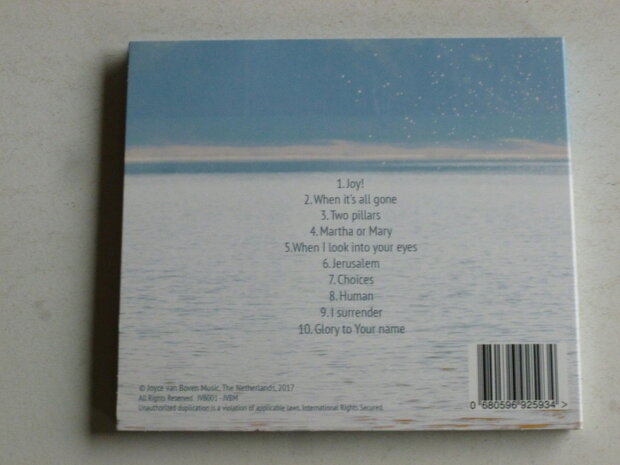 1. Joy!
2. When it's all gone
3. Two pillars
4. Martha or Mary
5.When I look into your eyes
6. Jerusalem
7. Choices
8. Human
9. I surrender
10. Glory to Your name
© Joyce van Boven Music, The Netherlands, 2017
All Rights Reserved JVB001 - JVBM
Unauthorized duplication is a violation of applicable Laws. International Rights Secured.
0 680596 925934 >